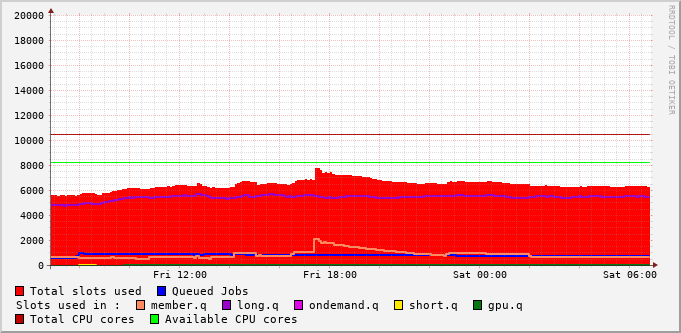 RRDTOOL / TOBI OETIKER
20000
18000
16000
14000
12000
10000
8000
6000
4000
2000
0
Fri 12:00 Fri 18:00 Sat 00:00 Sat 06:00
Total slots used Queued Jobs
Slots used in : member.q long.q ondemand.q short.q gpu.q
Total CPU cores Available CPU cores